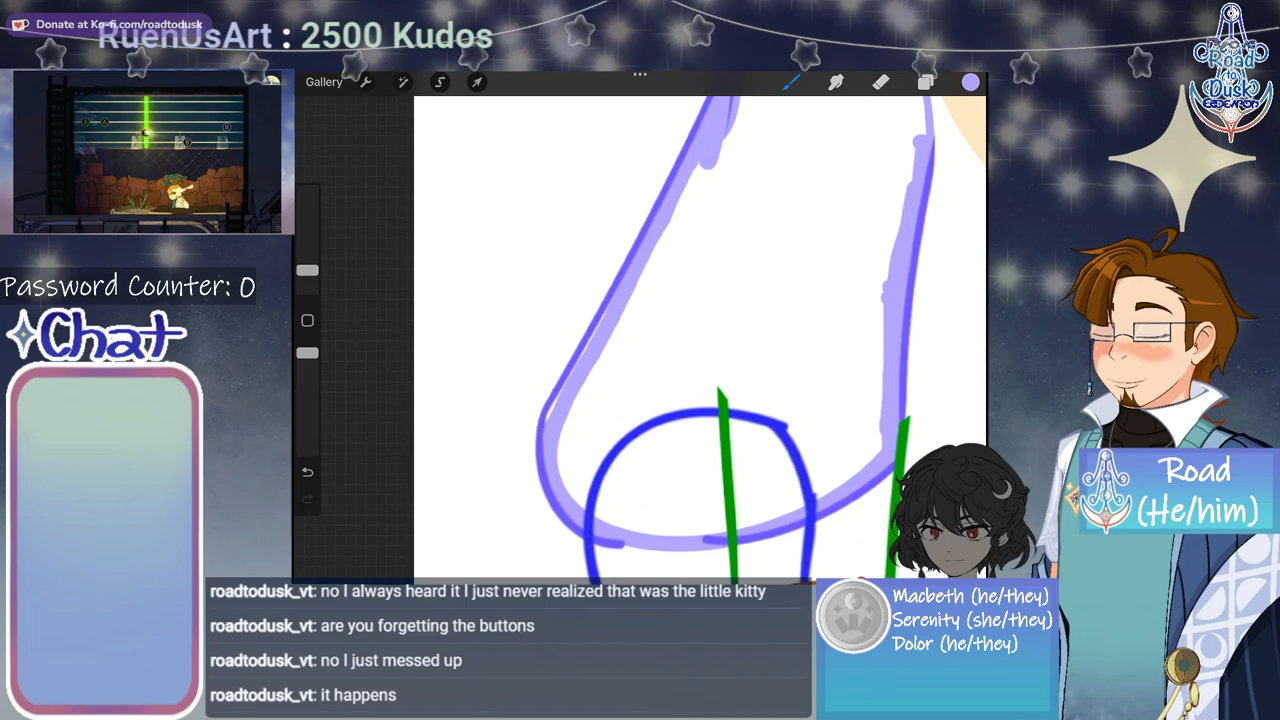 Donate at Ko-fi.com/roadtodusk
RuenUsArt : 2500 Kudos
Gallery
Road
to
Dusk
Password Counter: 0
Chat
Road
(He/him)
roadtodusk_vt: no I always heard it I just never realized that was the little kitty
roadtodusk_vt: are you forgetting the buttons
roadtodusk_vt: no I just messed up
roadtodusk_vt: it happens
Macbeth (he/they)
Serenity (she/they)
Dolor (he/they)